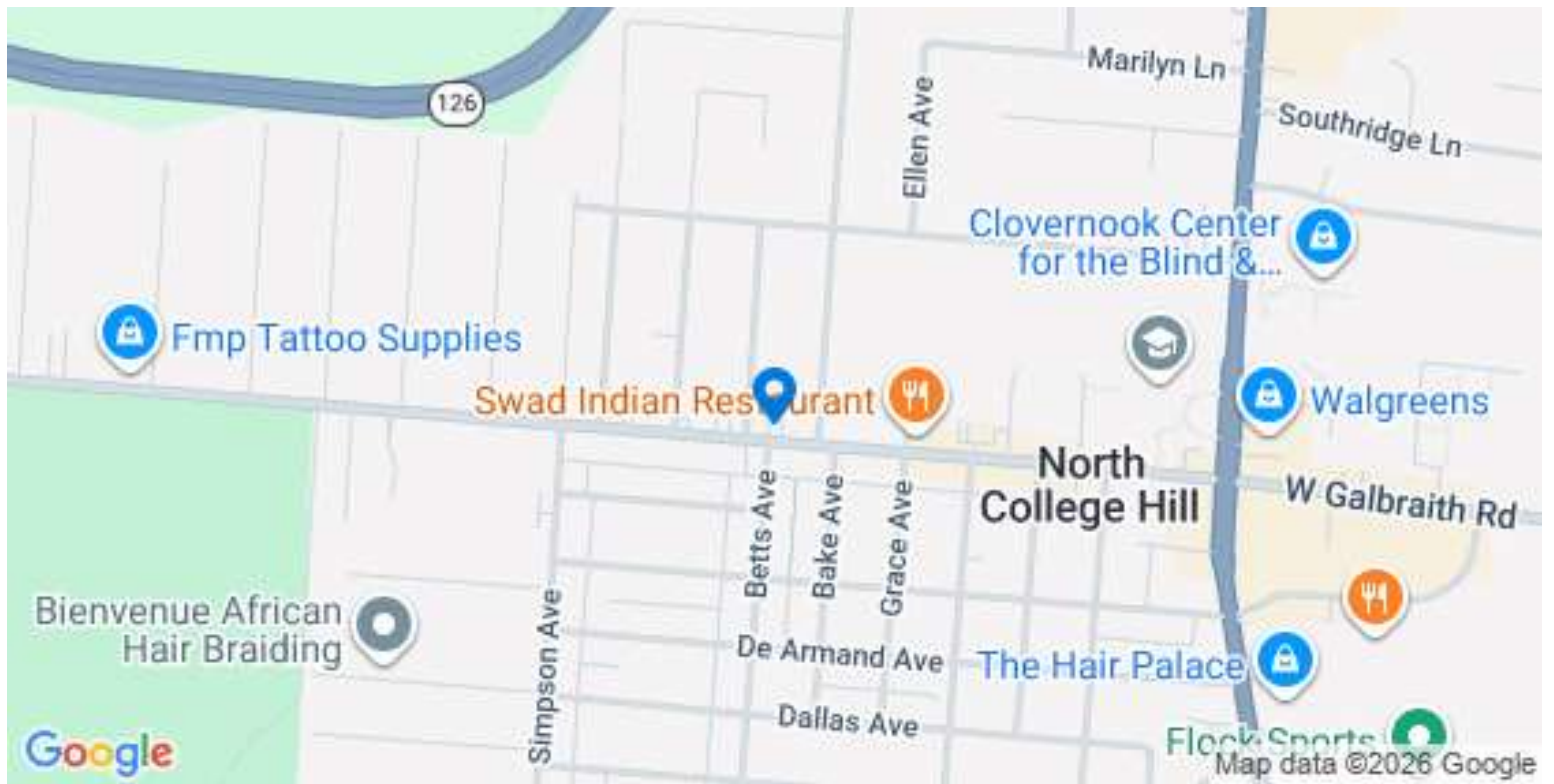 Marilyn Ln
126
Southridge Ln
Ellen Ave
Clovernook Center
for the Blind &...
Fmp Tattoo Supplies
Swad Indian Restaurant
Walgreens
North
College Hill
W Galbraith Rd
Betts Ave
Bake Ave
Grace Ave
Simpson Ave
Bienvenue African
Hair Braiding
De Armand Ave
The Hair Palace
Dallas Ave
Flock Sports
Google
Map data ©2026 Google